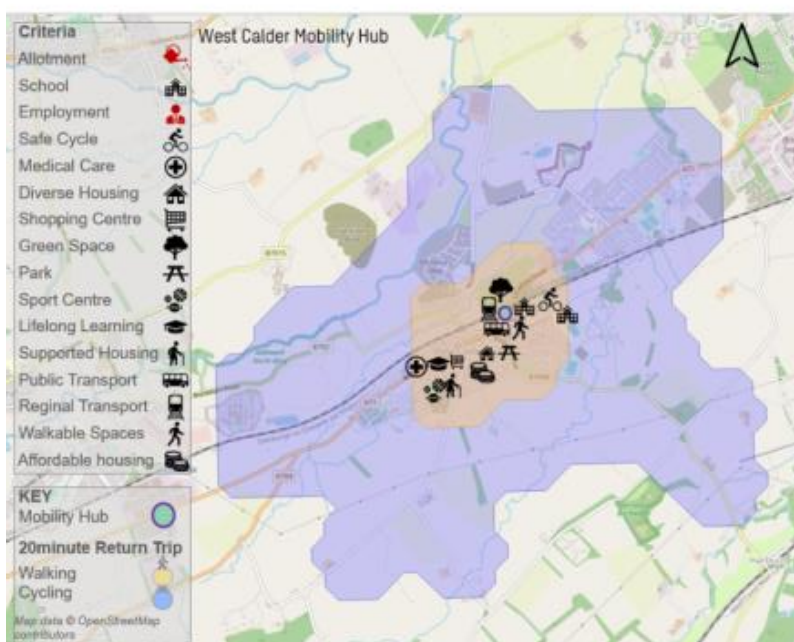 West Calder Mobility Hub
Criteria
Allotment
School
Employment
Safe Cycle
Medical Care
Diverse Housing
Shopping Centre
Green Space
Park
Sport Centre
Lifelong Learning
Supported Housing
Public Transport
Reginal Transport
Walkable Spaces
Affordable housing
KEY
Mobility Hub
20minute Return Trip
Walking
Cycling
Map data © OpenStreetMap
contributors